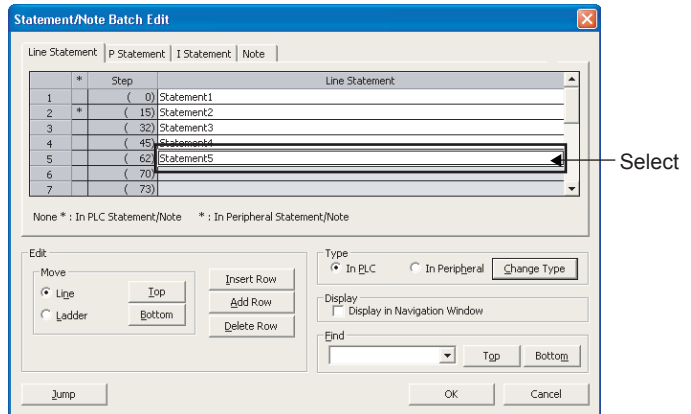 Statement/Note Batch Edit
Line Statement P Statement I Statement Note
* Step Line Statement
1 ( 0) Statement1
2 * ( 15) Statement2
3 ( 32) Statement3
4 ( 45) Statement4
5 ( 62) Statement5
6 ( 70)
7 ( 73)
Select
None * : In PLC Statement/Note * : In Peripheral Statement/Note
Edit
Move
Line
Ladder
Top
Bottom
Insert Row
Add Row
Delete Row
Type
In PLC In Peripheral Change Type
Display
Display in Navigation Window
Find
Top Bottom
Jump OK Cancel